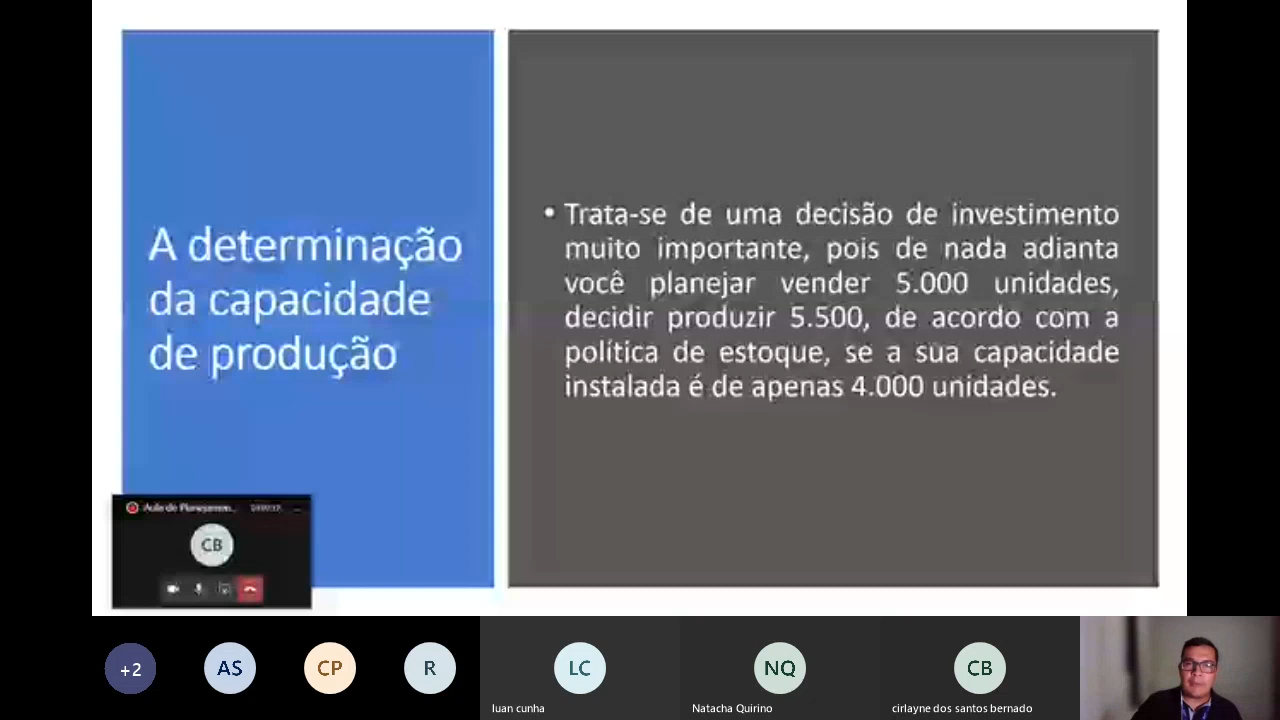 A determinação
da capacidade
de produção
• Trata-se de uma decisão de investimento
muito importante, pois de nada adianta
você planejar vender 5.000 unidades,
decidir produzir 5.500, de acordo com a
política de estoque, se a sua capacidade
instalada é de apenas 4.000 unidades.
Aula de Planejamen...
CB
+2
AS
CP
R
LC
NQ
CB
luan cunha
Natacha Quirino
cirlayne dos santos bernado